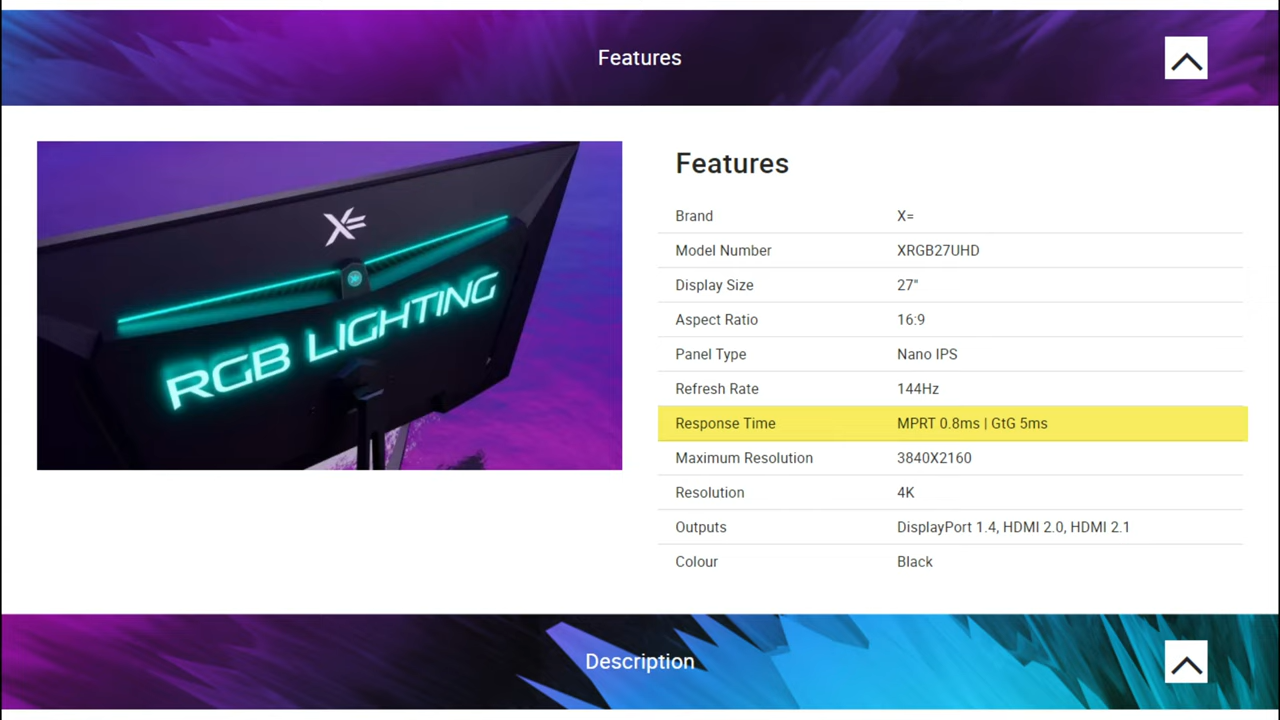 Features
X=
RGB LIGHTING
Features
Brand X=
Model Number XRGB27UHD
Display Size 27"
Aspect Ratio 16:9
Panel Type Nano IPS
Refresh Rate 144Hz
Response Time MPRT 0.8ms | GtG 5ms
Maximum Resolution 3840X2160
Resolution 4K
Outputs DisplayPort 1.4, HDMI 2.0, HDMI 2.1
Colour Black
Description